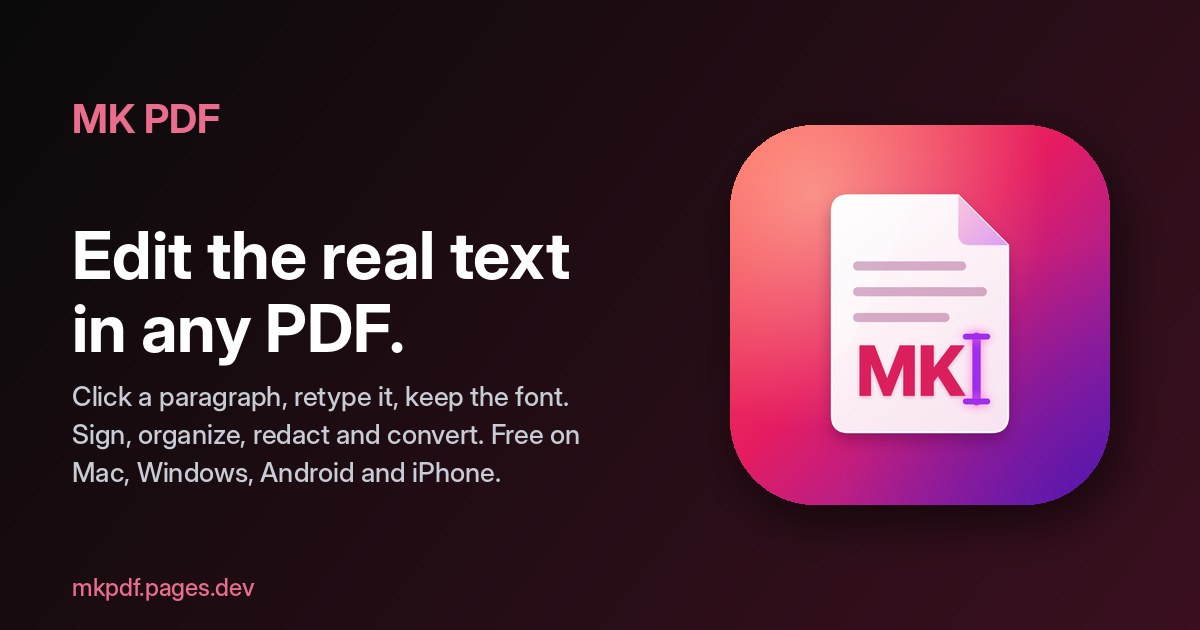 MK PDF
Edit the real text
in any PDF.
Click a paragraph, retype it, keep the font.
Sign, organize, redact and convert. Free on
Mac, Windows, Android and iPhone.
mkpdf.pages.dev
MK